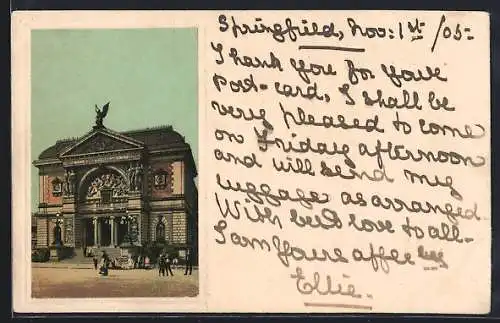 Springfield, Nov: 1st/05-
I thank you for your
post-card, I shall be
very pleased to come
on Friday afternoon
and will send my
luggage as arranged.
With best love to all-
I am yours affec
Ellie.